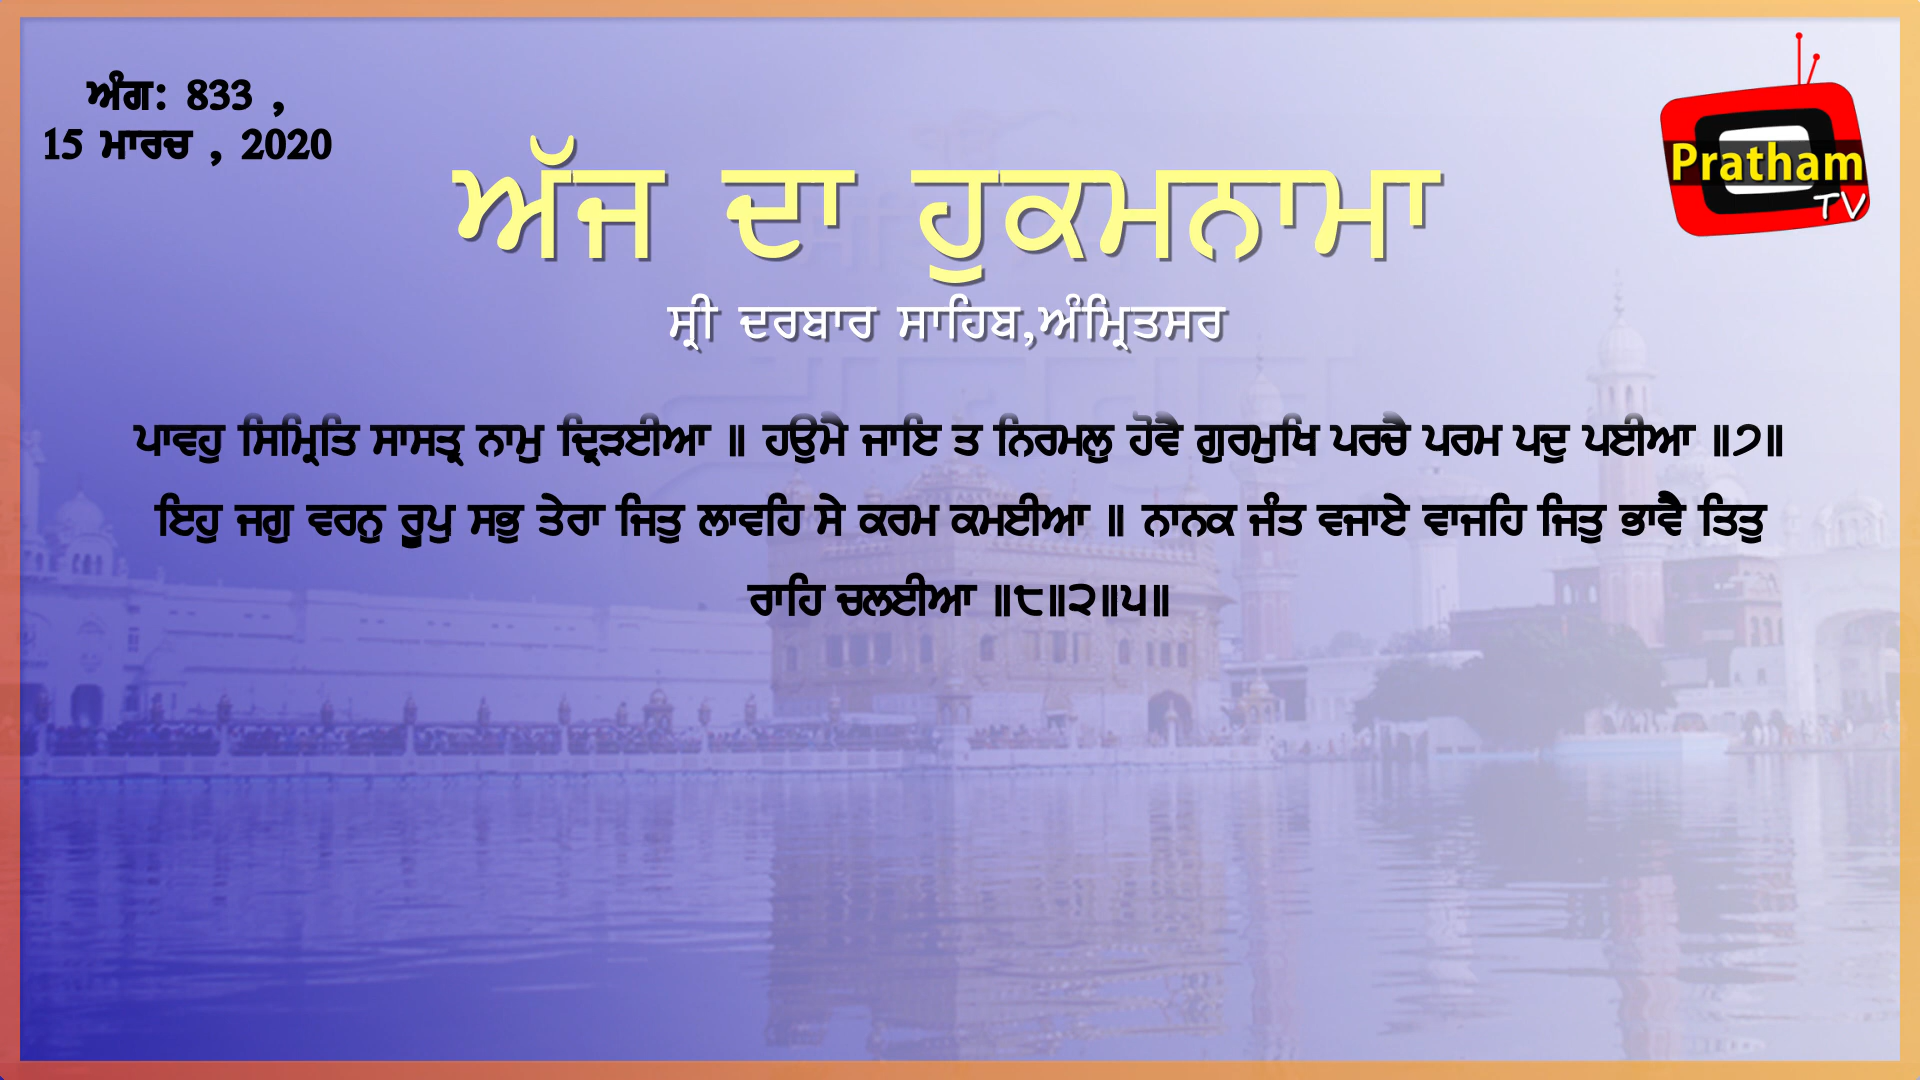 ਅੰਗ: 833 ,
15 ਮਾਰਚ , 2020
Pratham
TV
ਅੱਜ ਦਾ ਹੁਕਮਨਾਮਾ
ਸ੍ਰੀ ਦਰਬਾਰ ਸਾਹਿਬ,ਅੰਮ੍ਰਿਤਸਰ
ਪਾਵਹੁ ਸਿਮ੍ਰਿਤਿ ਸਾਸਤ੍ਰ ਨਾਮੁ ਦ੍ਰਿੜਈਆ ॥ ਹਉਮੈ ਜਾਇ ਤ ਨਿਰਮਲੁ ਹੋਵੈ ਗੁਰਮੁਖਿ ਪਰਚੈ ਪਰਮ ਪਦੁ ਪਈਆ ॥੭॥
ਇਹੁ ਜਗੁ ਵਰਨੁ ਰੂਪੁ ਸਭੁ ਤੇਰਾ ਜਿਤੁ ਲਾਵਹਿ ਸੇ ਕਰਮ ਕਮਈਆ ॥ ਨਾਨਕ ਜੰਤ ਵਜਾਏ ਵਾਜਹਿ ਜਿਤੁ ਭਾਵੈ ਤਿਤੁ
ਰਾਹਿ ਚਲਈਆ ॥੮॥੨॥੫॥